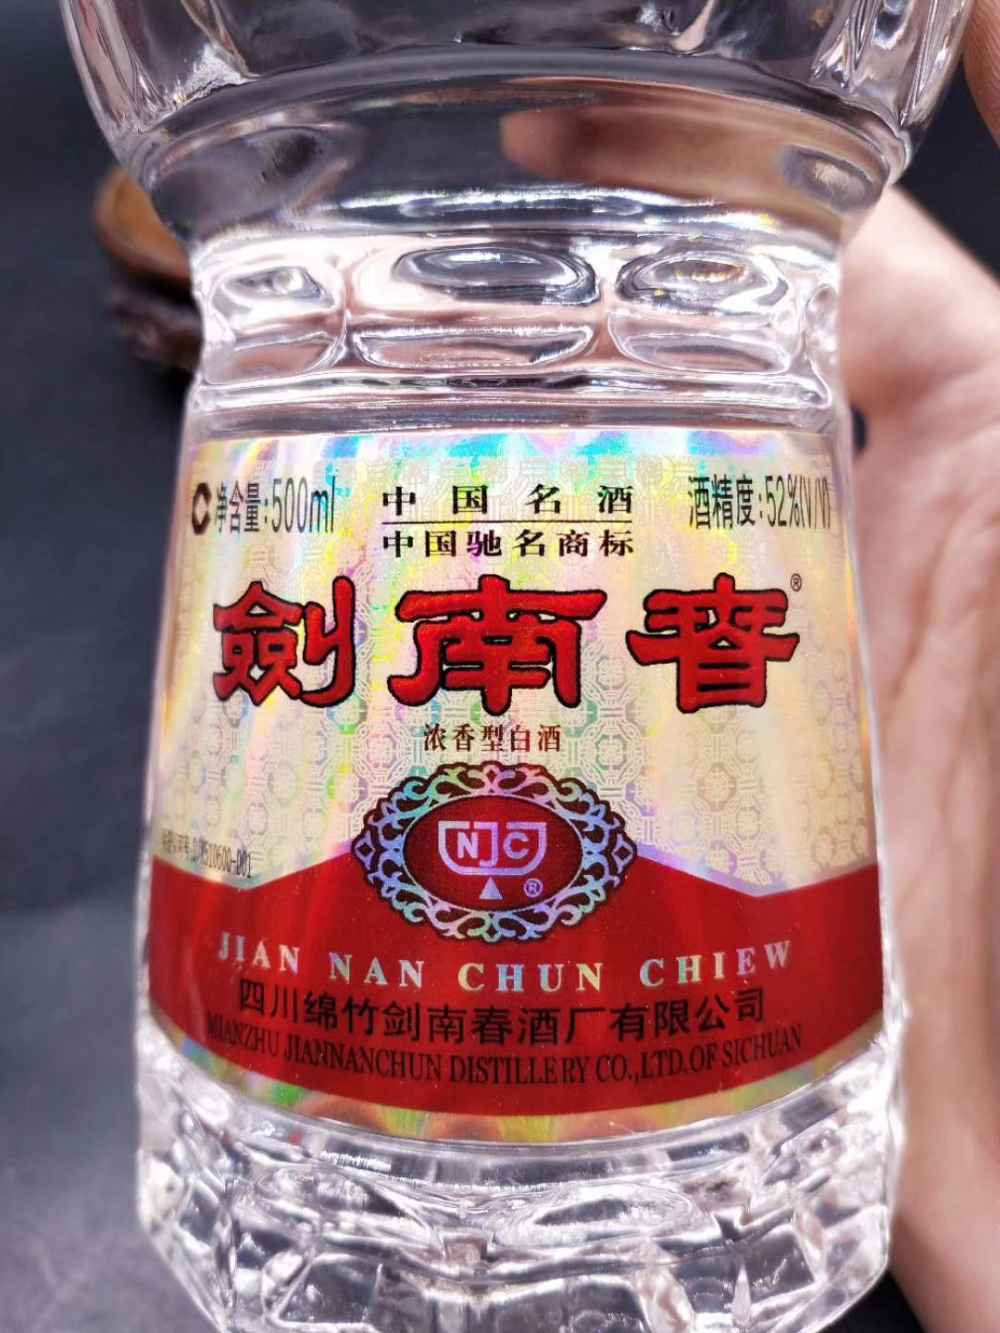 C 净含量:500ml
中国名酒
中国驰名商标
酒精度:52%(V/V)
劍南春®
浓香型白酒
NJC®
JIAN NAN CHUN CHIEW
四川绵竹剑南春酒厂有限公司
MIANZHU JIANNANCHUN DISTILLERY CO.,LTD.OF SICHUAN